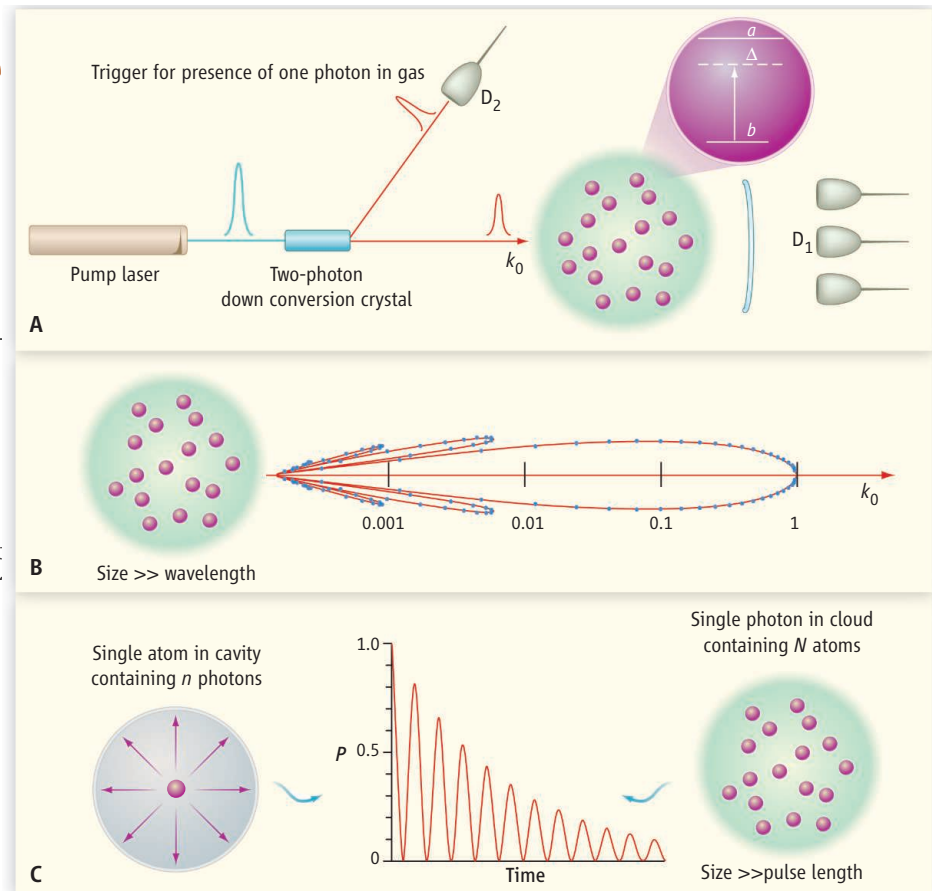 Trigger for presence of one photon in gas
D2
a
Δ
b
Pump laser
Two-photon
down conversion crystal
k0
D1
A
0.001
0.01
0.1
1
k0
B
Size >> wavelength
Single atom in cavity
containing n photons
Single photon in cloud
containing N atoms
1.0
P
0.5
0
Time
C
Size >>pulse length